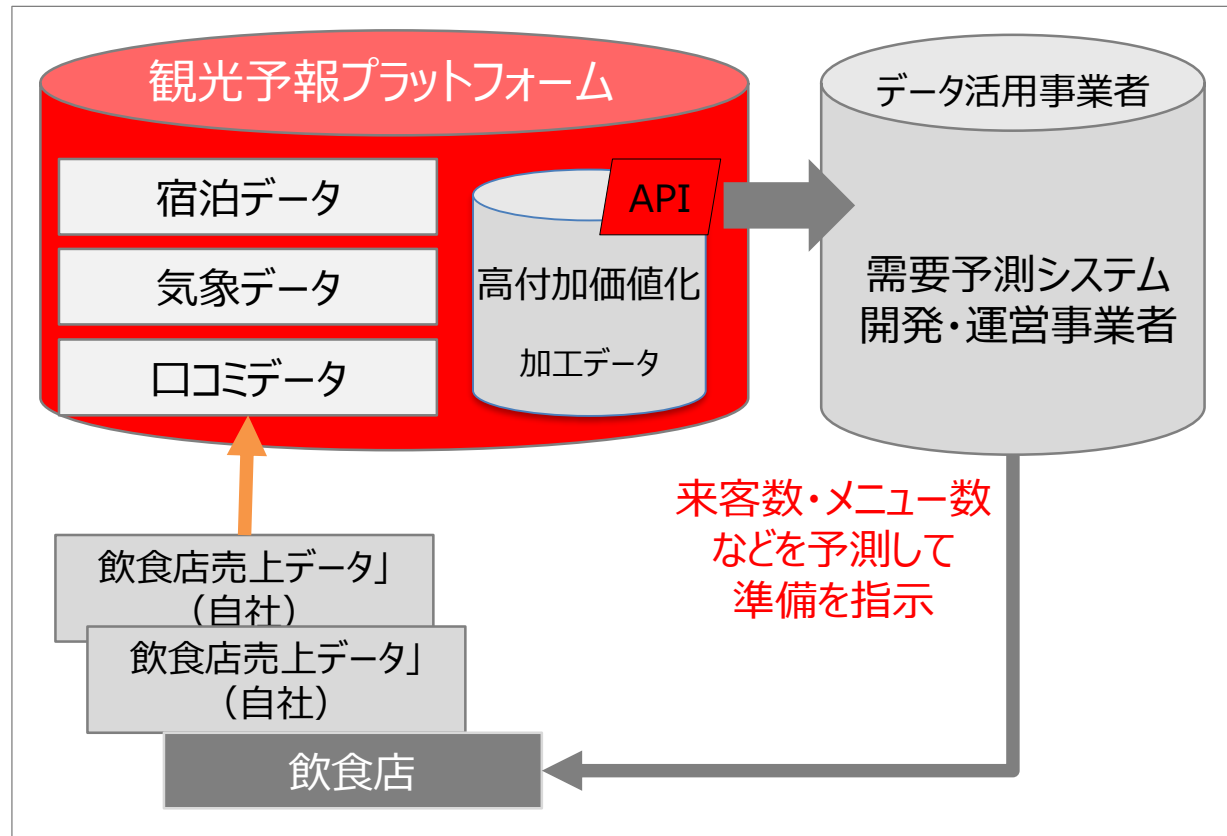 観光予報プラットフォーム
宿泊データ
気象データ
口コミデータ
API
高付加価値化
加工データ
データ活用事業者
需要予測システム
開発・運営事業者
来客数・メニュー数
などを予測して
準備を指示
飲食店売上データ」
（自社）
飲食店売上データ」
（自社）
飲食店